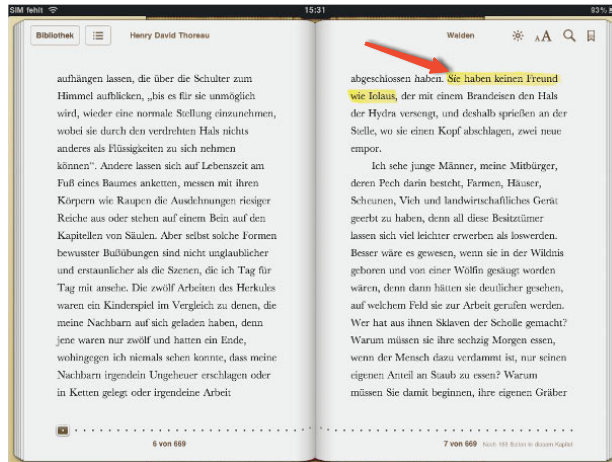 SIM fehlt
15:31
93%
Bibliothek
Henry David Thoreau
Walden
AA
aufhängen lassen, die über die Schulter zum
Himmel aufblicken, „bis es für sie unmöglich
wird, wieder eine normale Stellung einzunehmen,
wobei sie durch den verdrehten Hals nichts
anderes als Flüssigkeiten zu sich nehmen
können“. Andere lassen sich auf Lebenszeit am
Fuß eines Baumes anketten, messen mit ihren
Körpern wie Raupen die Ausdehnungen riesiger
Reiche aus oder stehen auf einem Bein auf den
Kapitellen von Säulen. Aber selbst solche Formen
bewusster Bußübungen sind nicht unglaublicher
und erstaunlicher als die Szenen, die ich Tag für
Tag mit ansehe. Die zwölf Arbeiten des Herkules
waren ein Kinderspiel im Vergleich zu denen, die
meine Nachbarn auf sich geladen haben, denn
jene waren nur zwölf und hatten ein Ende,
wohingegen ich niemals sehen konnte, dass meine
Nachbarn irgendein Ungeheuer erschlagen oder
in Ketten gelegt oder irgendeine Arbeit
6 von 669
abgeschlossen haben. Sie haben keinen Freund
wie Iolaus, der mit einem Brandeisen den Hals
der Hydra versengt, und deshalb sprießen an der
Stelle, wo sie einen Kopf abschlagen, zwei neue
empor.
Ich sehe junge Männer, meine Mitbürger,
deren Pech darin besteht, Farmen, Häuser,
Scheunen, Vieh und landwirtschaftliches Gerät
geerbt zu haben, denn all diese Besitztümer
lassen sich viel leichter erwerben als loswerden.
Besser wäre es gewesen, wenn sie in der Wildnis
geboren und von einer Wölfin gesäugt worden
wären, denn dann hätten sie deutlicher gesehen,
auf welchem Feld sie zur Arbeit gerufen werden.
Wer hat aus ihnen Sklaven der Scholle gemacht?
Warum müssen sie ihre sechzig Morgen essen,
wenn der Mensch dazu verdammt ist, nur seinen
eigenen Anteil an Staub zu essen? Warum
müssen Sie damit beginnen, ihre eigenen Gräber
7 von 669 Noch 168 Seiten in diesem Kapitel